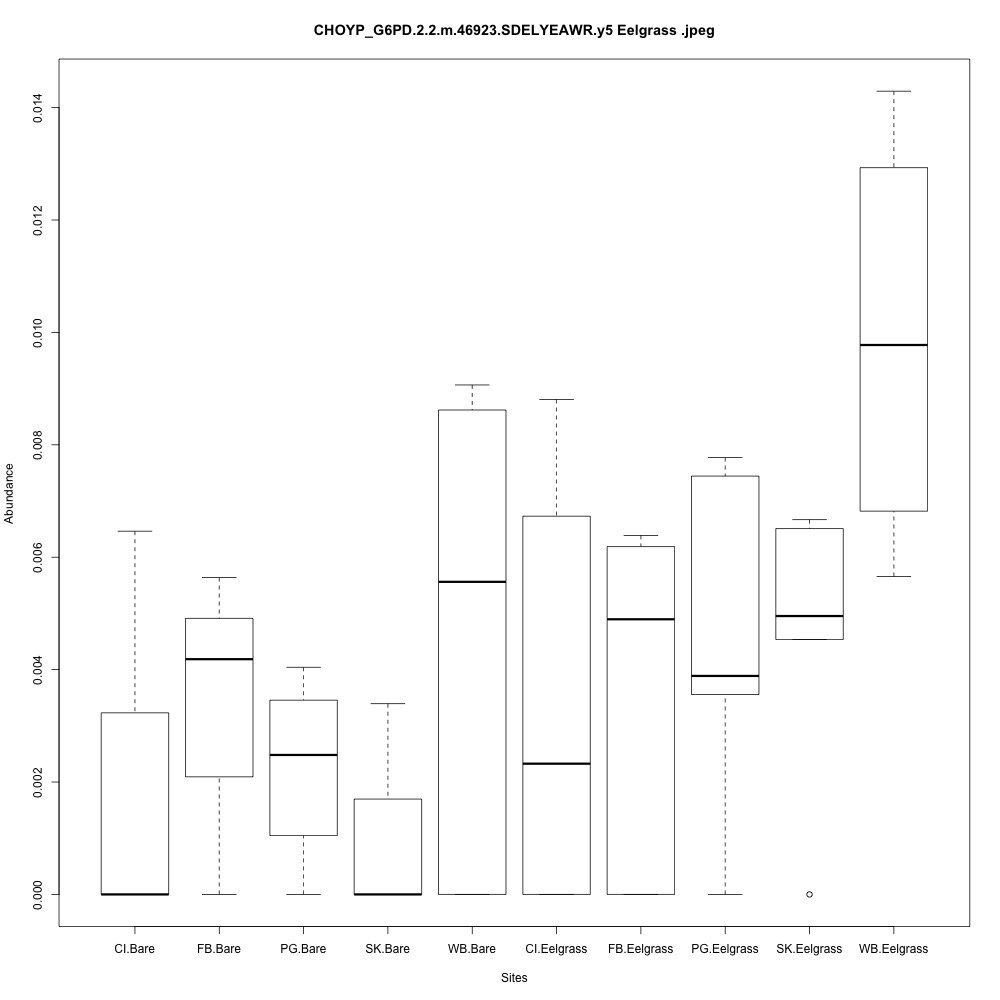 CHOYP_G6PD.2.2.m.46923.SDELYEAWR.y5 Eelgrass .jpeg
0.014
0.012
0.010
0.008
0.006
0.004
0.002
0.000
Abundance
CI.Bare FB.Bare PG.Bare SK.Bare WB.Bare CI.Eelgrass FB.Eelgrass PG.Eelgrass SK.Eelgrass WB.Eelgrass
Sites